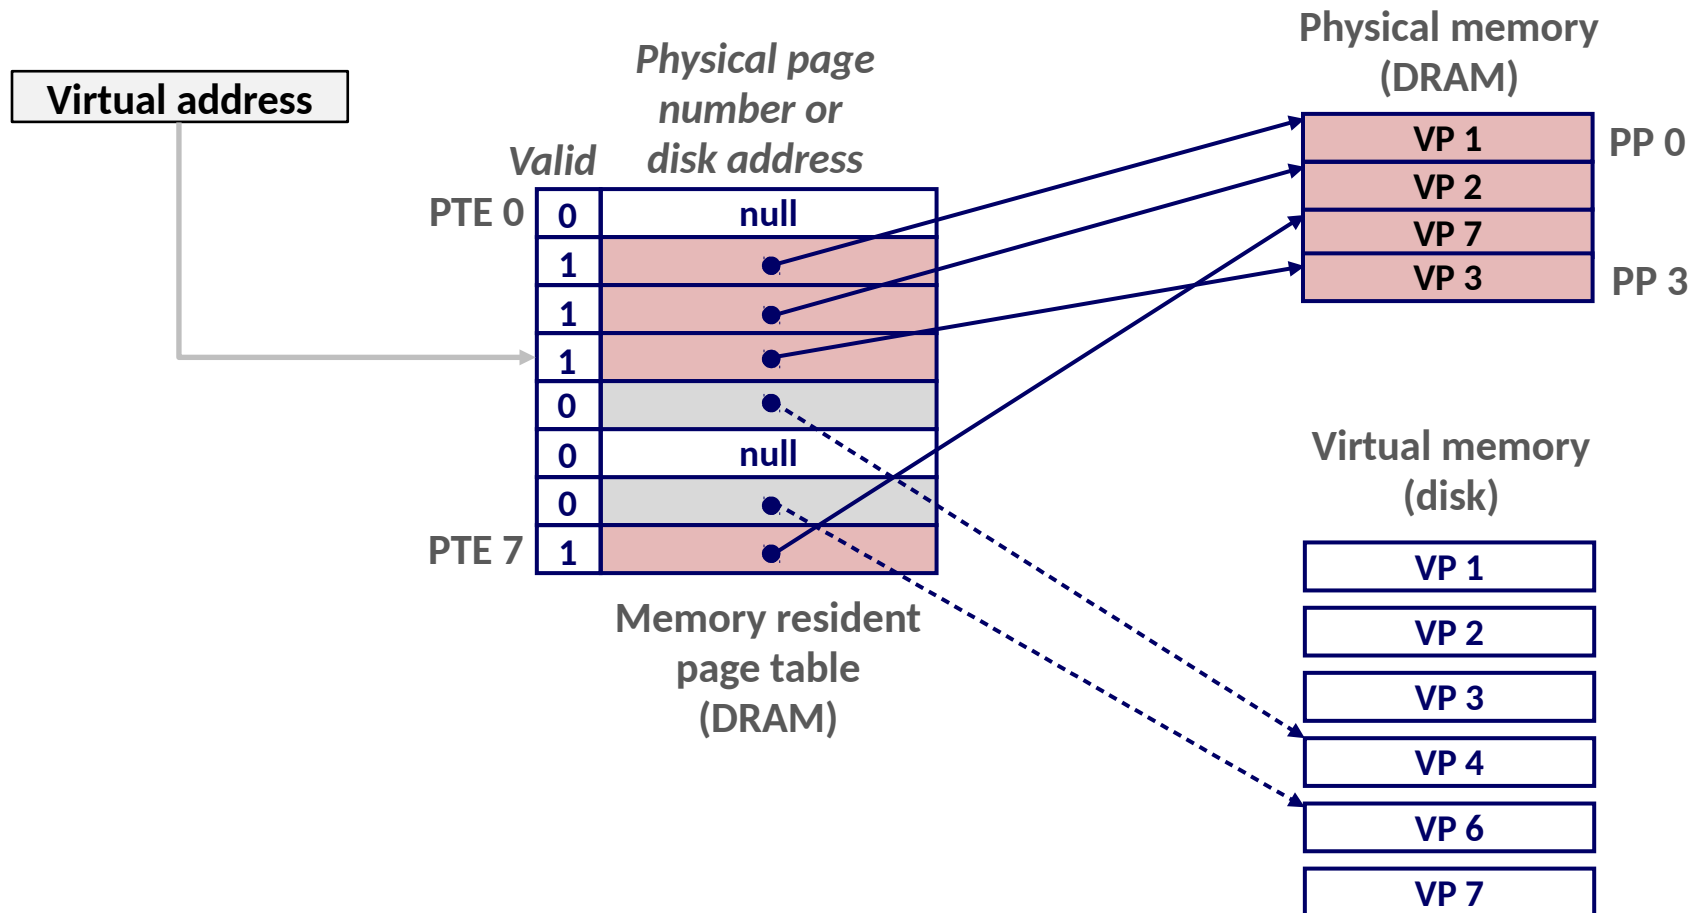 Virtual address
Physical page
number or
disk address
Valid
PTE 0
0
null
1
1
1
0
0
null
0
PTE 7
1
Memory resident
page table
(DRAM)
Physical memory
(DRAM)
VP 1
PP 0
VP 2
VP 7
VP 3
PP 3
Virtual memory
(disk)
VP 1
VP 2
VP 3
VP 4
VP 6
VP 7